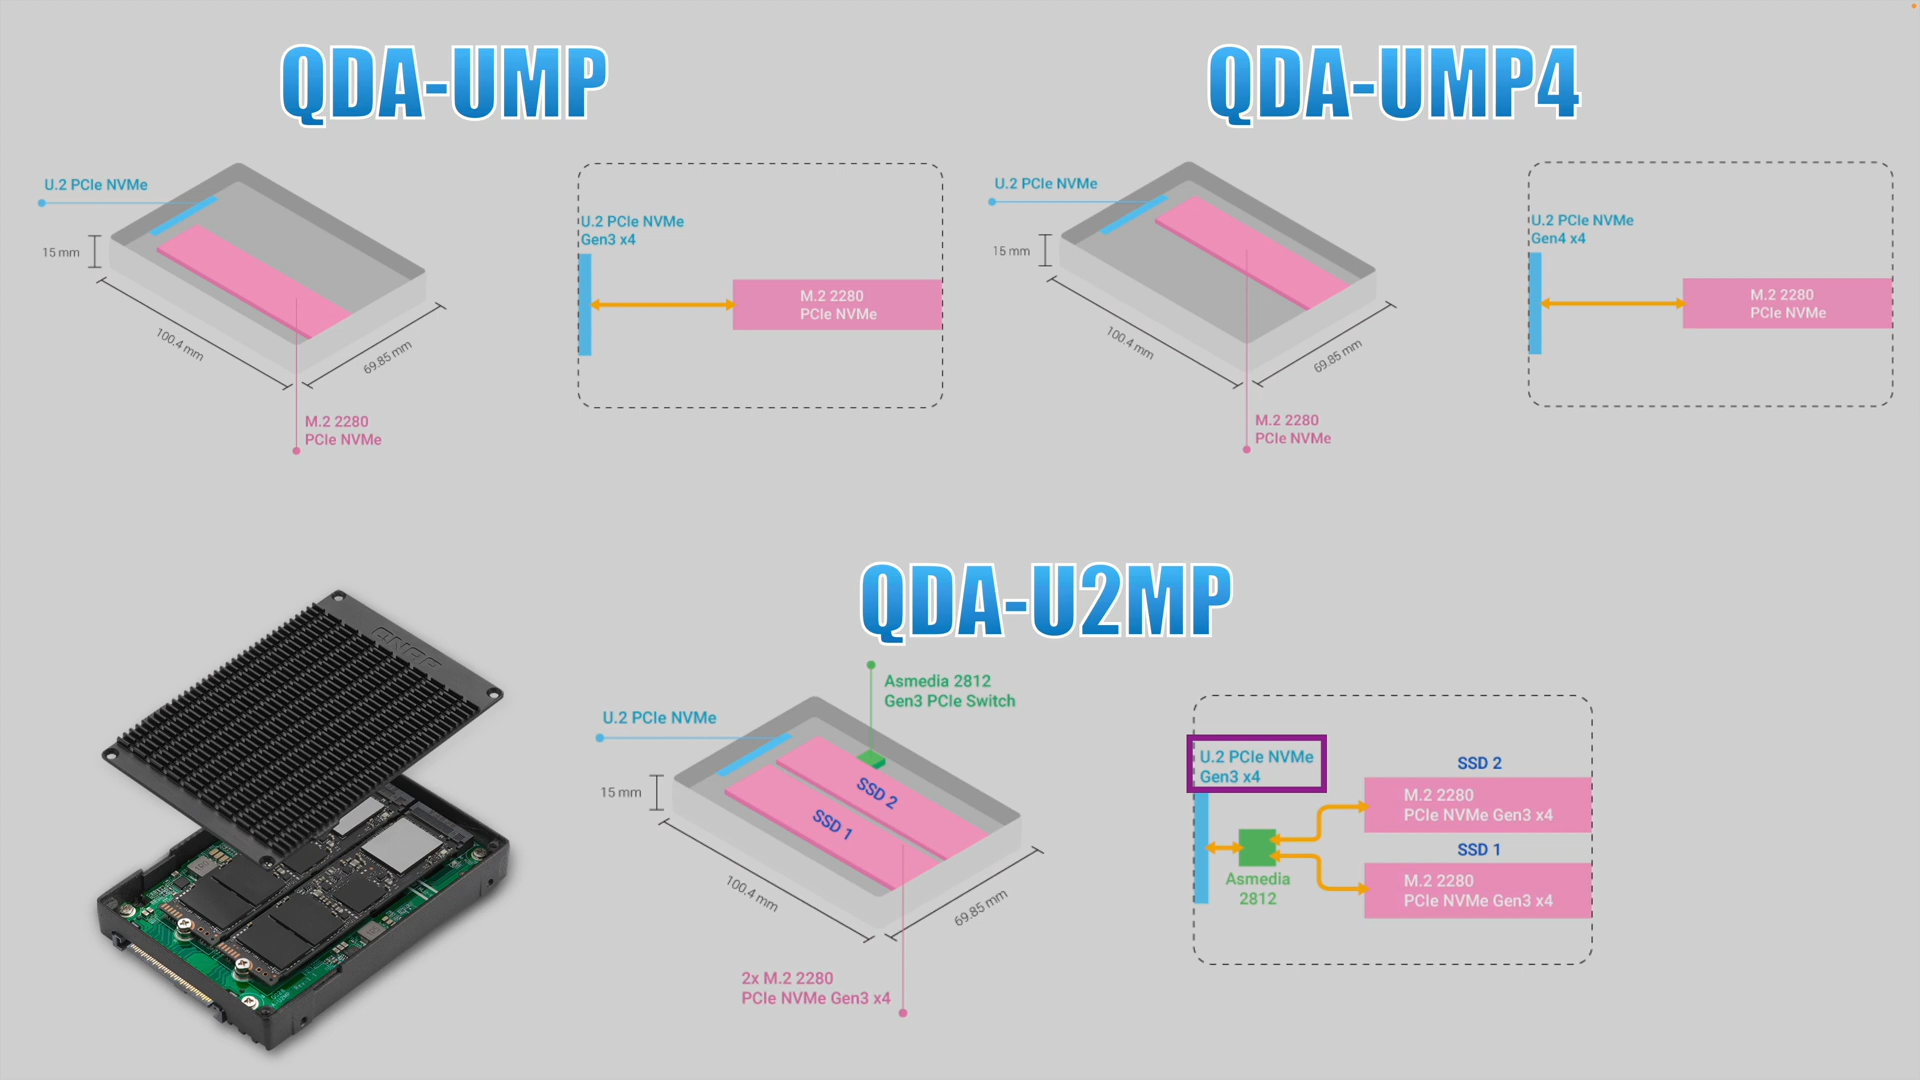 QDA-UMP
U.2 PCIe NVMe
15 mm
100.4 mm
69.85 mm
M.2 2280
PCIe NVMe
U.2 PCIe NVMe
Gen3 x4
M.2 2280
PCIe NVMe
QDA-UMP4
U.2 PCIe NVMe
15 mm
100.4 mm
69.85 mm
M.2 2280
PCIe NVMe
U.2 PCIe NVMe
Gen4 x4
M.2 2280
PCIe NVMe
QNAP
QDA-U2MP
Asmedia 2812
Gen3 PCIe Switch
U.2 PCIe NVMe
15 mm
SSD 2
SSD 1
100.4 mm
69.85 mm
2x M.2 2280
PCIe NVMe Gen3 x4
U.2 PCIe NVMe
Gen3 x4
SSD 2
M.2 2280
PCIe NVMe Gen3 x4
SSD 1
M.2 2280
PCIe NVMe Gen3 x4
Asmedia
2812